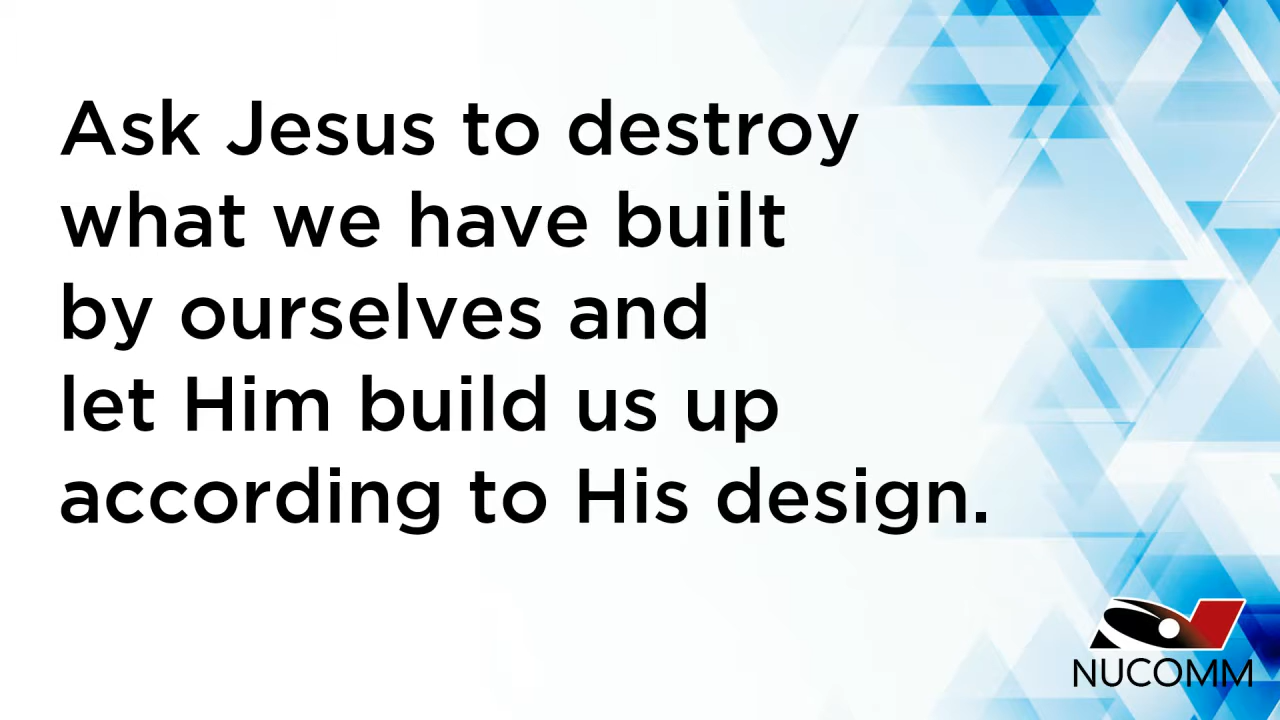 Ask Jesus to destroy
what we have built
by ourselves and
let Him build us up
according to His design.
NUCOMM